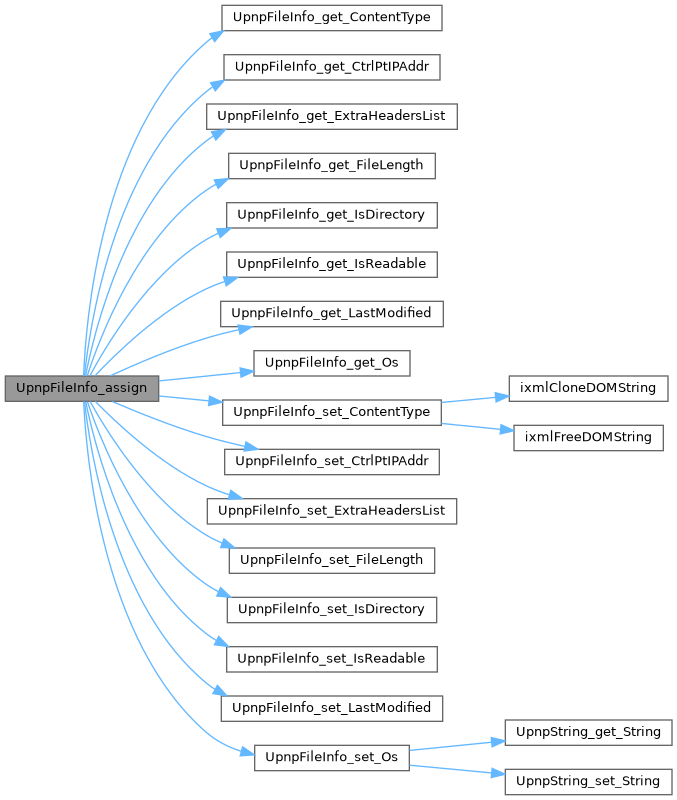 UpnpFileInfo_get_ContentType
UpnpFileInfo_get_CtrlPtIPAddr
UpnpFileInfo_get_ExtraHeadersList
UpnpFileInfo_get_FileLength
UpnpFileInfo_get_IsDirectory
UpnpFileInfo_get_IsReadable
UpnpFileInfo_get_LastModified
UpnpFileInfo_get_Os
UpnpFileInfo_assign
UpnpFileInfo_set_ContentType
ixmlCloneDOMString
ixmlFreeDOMString
UpnpFileInfo_set_CtrlPtIPAddr
UpnpFileInfo_set_ExtraHeadersList
UpnpFileInfo_set_FileLength
UpnpFileInfo_set_IsDirectory
UpnpFileInfo_set_IsReadable
UpnpFileInfo_set_LastModified
UpnpFileInfo_set_Os
UpnpString_get_String
UpnpString_set_String